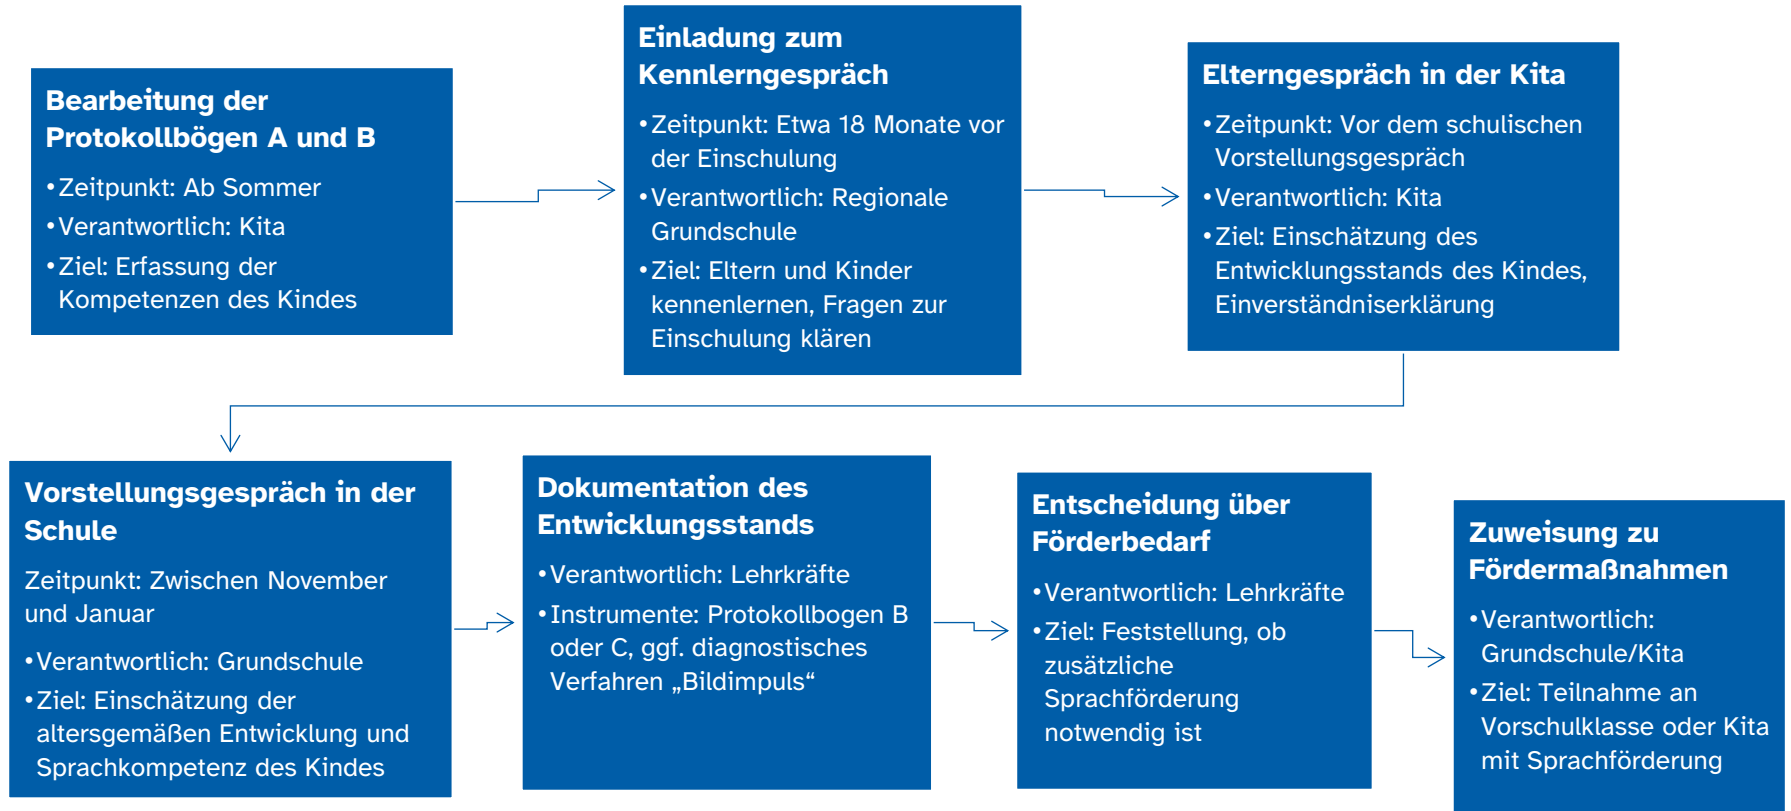 Bearbeitung der
Protokollbögen A und B
•Zeitpunkt: Ab Sommer
•Verantwortlich: Kita
•Ziel: Erfassung der
Kompetenzen des Kindes
Einladung zum
Kennlerngespräch
•Zeitpunkt: Etwa 18 Monate vor
der Einschulung
•Verantwortlich: Regionale
Grundschule
•Ziel: Eltern und Kinder
kennenlernen, Fragen zur
Einschulung klären
Elterngespräch in der Kita
•Zeitpunkt: Vor dem schulischen
Vorstellungsgespräch
•Verantwortlich: Kita
•Ziel: Einschätzung des
Entwicklungsstands des Kindes,
Einverständniserklärung
Vorstellungsgespräch in der
Schule
Zeitpunkt: Zwischen November
und Januar
•Verantwortlich: Grundschule
•Ziel: Einschätzung der
altersgemäßen Entwicklung und
Sprachkompetenz des Kindes
Dokumentation des
Entwicklungsstands
•Verantwortlich: Lehrkräfte
•Instrumente: Protokollbogen B
oder C, ggf. diagnostisches
Verfahren „Bildimpuls“
Entscheidung über
Förderbedarf
•Verantwortlich: Lehrkräfte
•Ziel: Feststellung, ob
zusätzliche
Sprachförderung
notwendig ist
Zuweisung zu
Fördermaßnahmen
•Verantwortlich:
Grundschule/Kita
•Ziel: Teilnahme an
Vorschulklasse oder Kita
mit Sprachförderung